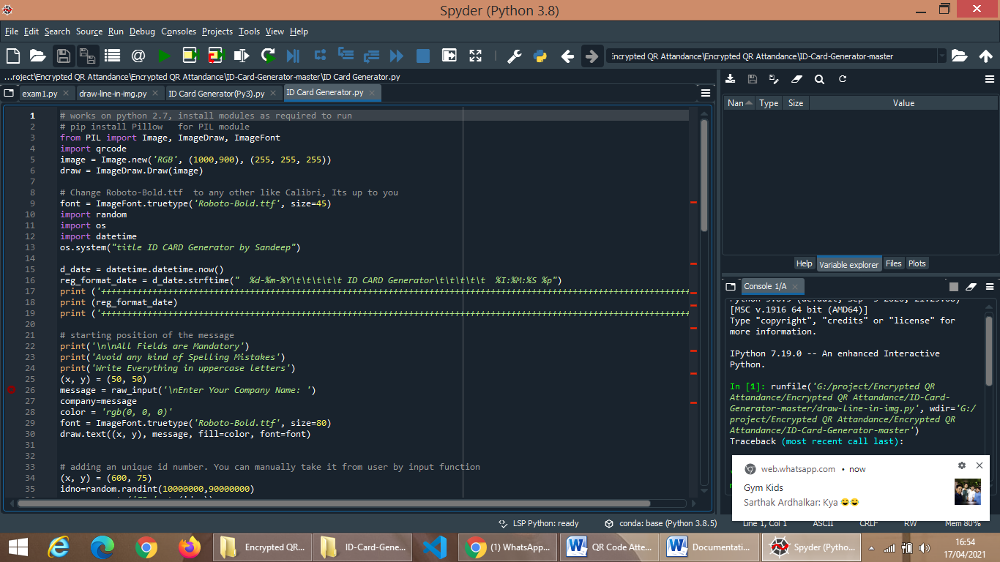 Spyder (Python 3.8)
File Edit Search Source Run Debug Consoles Projects Tools View Help
Encrypted QR Attandance\Encrypted QR Attandance\ID-Card-Generator-master
...roject\Encrypted QR Attandance\Encrypted QR Attandance\ID-Card-Generator-master\ID Card Generator.py
exam1.py draw-line-in-img.py ID Card Generator(Py3).py ID Card Generator.py
1 # works on python 2.7, install modules as required to run
2 # pip install Pillow   for PIL module
3 from PIL import Image, ImageDraw, ImageFont
4 import qrcode
5 image = Image.new('RGB', (1000,900), (255, 255, 255))
6 draw = ImageDraw.Draw(image)
7
8 # Change Roboto-Bold.ttf  to any other like Calibri, Its up to you
9 font = ImageFont.truetype('Roboto-Bold.ttf', size=45)
10 import random
11 import os
12 import datetime
13 os.system("title ID CARD Generator by Sandeep")
14
15 d_date = datetime.datetime.now()
16 reg_format_date = d_date.strftime("  %d-%m-%Y\t\t\t\t\t ID CARD Generator\t\t\t\t\t  %I:%M:%S %p")
17 print ('++++++++++++++++++++++++++++++++++++++++++++++++++++++++++++++++++++++++++++++++++++++++++++++++++++++++++++++++++
18 print (reg_format_date)
19 print ('++++++++++++++++++++++++++++++++++++++++++++++++++++++++++++++++++++++++++++++++++++++++++++++++++++++++++++++++++
20
21 # starting position of the message
22 print('\n\nAll Fields are Mandatory')
23 print('Avoid any kind of Spelling Mistakes')
24 print('Write Everything in uppercase letters')
25 (x, y) = (50, 50)
26 message = raw_input('\nEnter Your Company Name: ')
27 company=message
28 color = 'rgb(0, 0, 0)'
29 font = ImageFont.truetype('Roboto-Bold.ttf', size=80)
30 draw.text((x, y), message, fill=color, font=font)
31
32
33 # adding an unique id number. You can manually take it from user by input function
34 (x, y) = (600, 75)
35 idno=random.randint(10000000,90000000)
Nan Type Size Value
Help Variable explorer Files Plots
Console 1/A
[MSC v.1916 64 bit (AMD64)]
Type "copyright", "credits" or "license" for
more information.
IPython 7.19.0 -- An enhanced Interactive
Python.
In [1]: runfile('G:/project/Encrypted QR
Attandance/Encrypted QR Attandance/ID-Card-
Generator-master/draw-line-in-img.py', wdir='G:/
project/Encrypted QR Attandance/Encrypted QR
Attandance/ID-Card-Generator-master')
Traceback (most recent call last):
web.whatsapp.com • now
Gym Kids
Sarthak Ardhalkar: Kya 😂😂
LSP Python: ready conda: base (Python 3.8.5) Line 1, Col 1 ASCII CRLF RW Mem 80%
Encrypted QR... ID-Card-Gene... (1) WhatsApp... QR Code Atte... Documentati... Spyder (Pytho...
16:54
17/04/2021